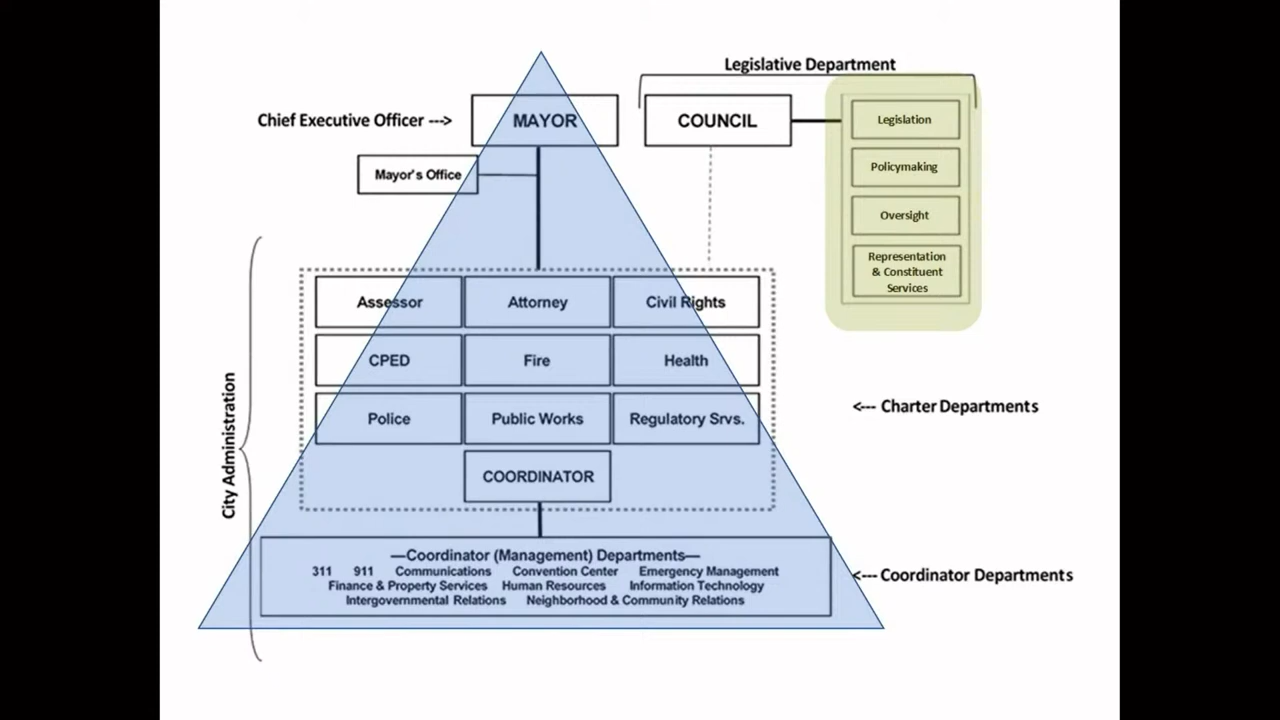 Legislative Department
Chief Executive Officer --->
MAYOR
COUNCIL
Legislation
Policymaking
Oversight
Representation
& Constituent
Services
Mayor's Office
City Administration
Assessor
Attorney
Civil Rights
CPED
Fire
Health
Police
Public Works
Regulatory Srvs.
COORDINATOR
<--- Charter Departments
—Coordinator (Management) Departments—
311 911 Communications Convention Center Emergency Management
Finance & Property Services Human Resources Information Technology
Intergovernmental Relations Neighborhood & Community Relations
<--- Coordinator Departments